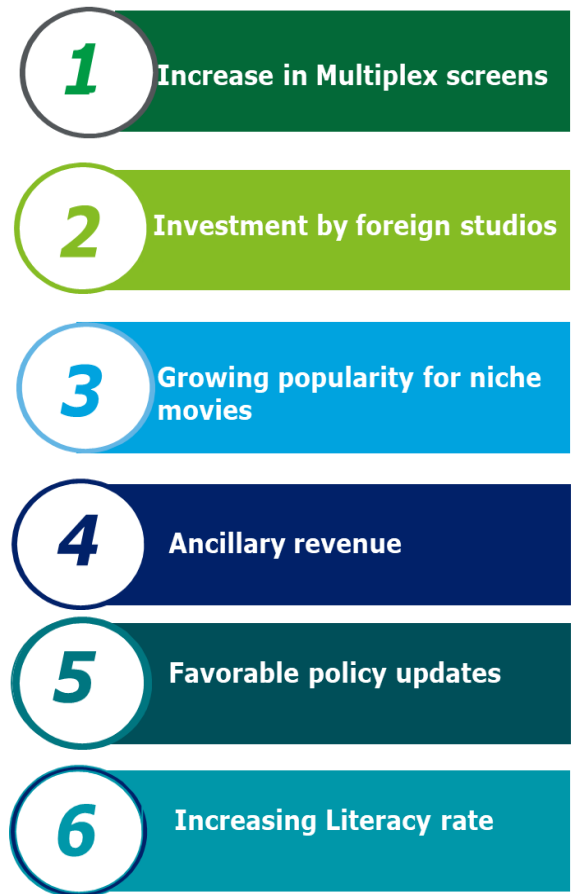 1
Increase in Multiplex screens
2
Investment by foreign studios
3
Growing popularity for niche
movies
4
Ancillary revenue
5
Favorable policy updates
6
Increasing Literacy rate